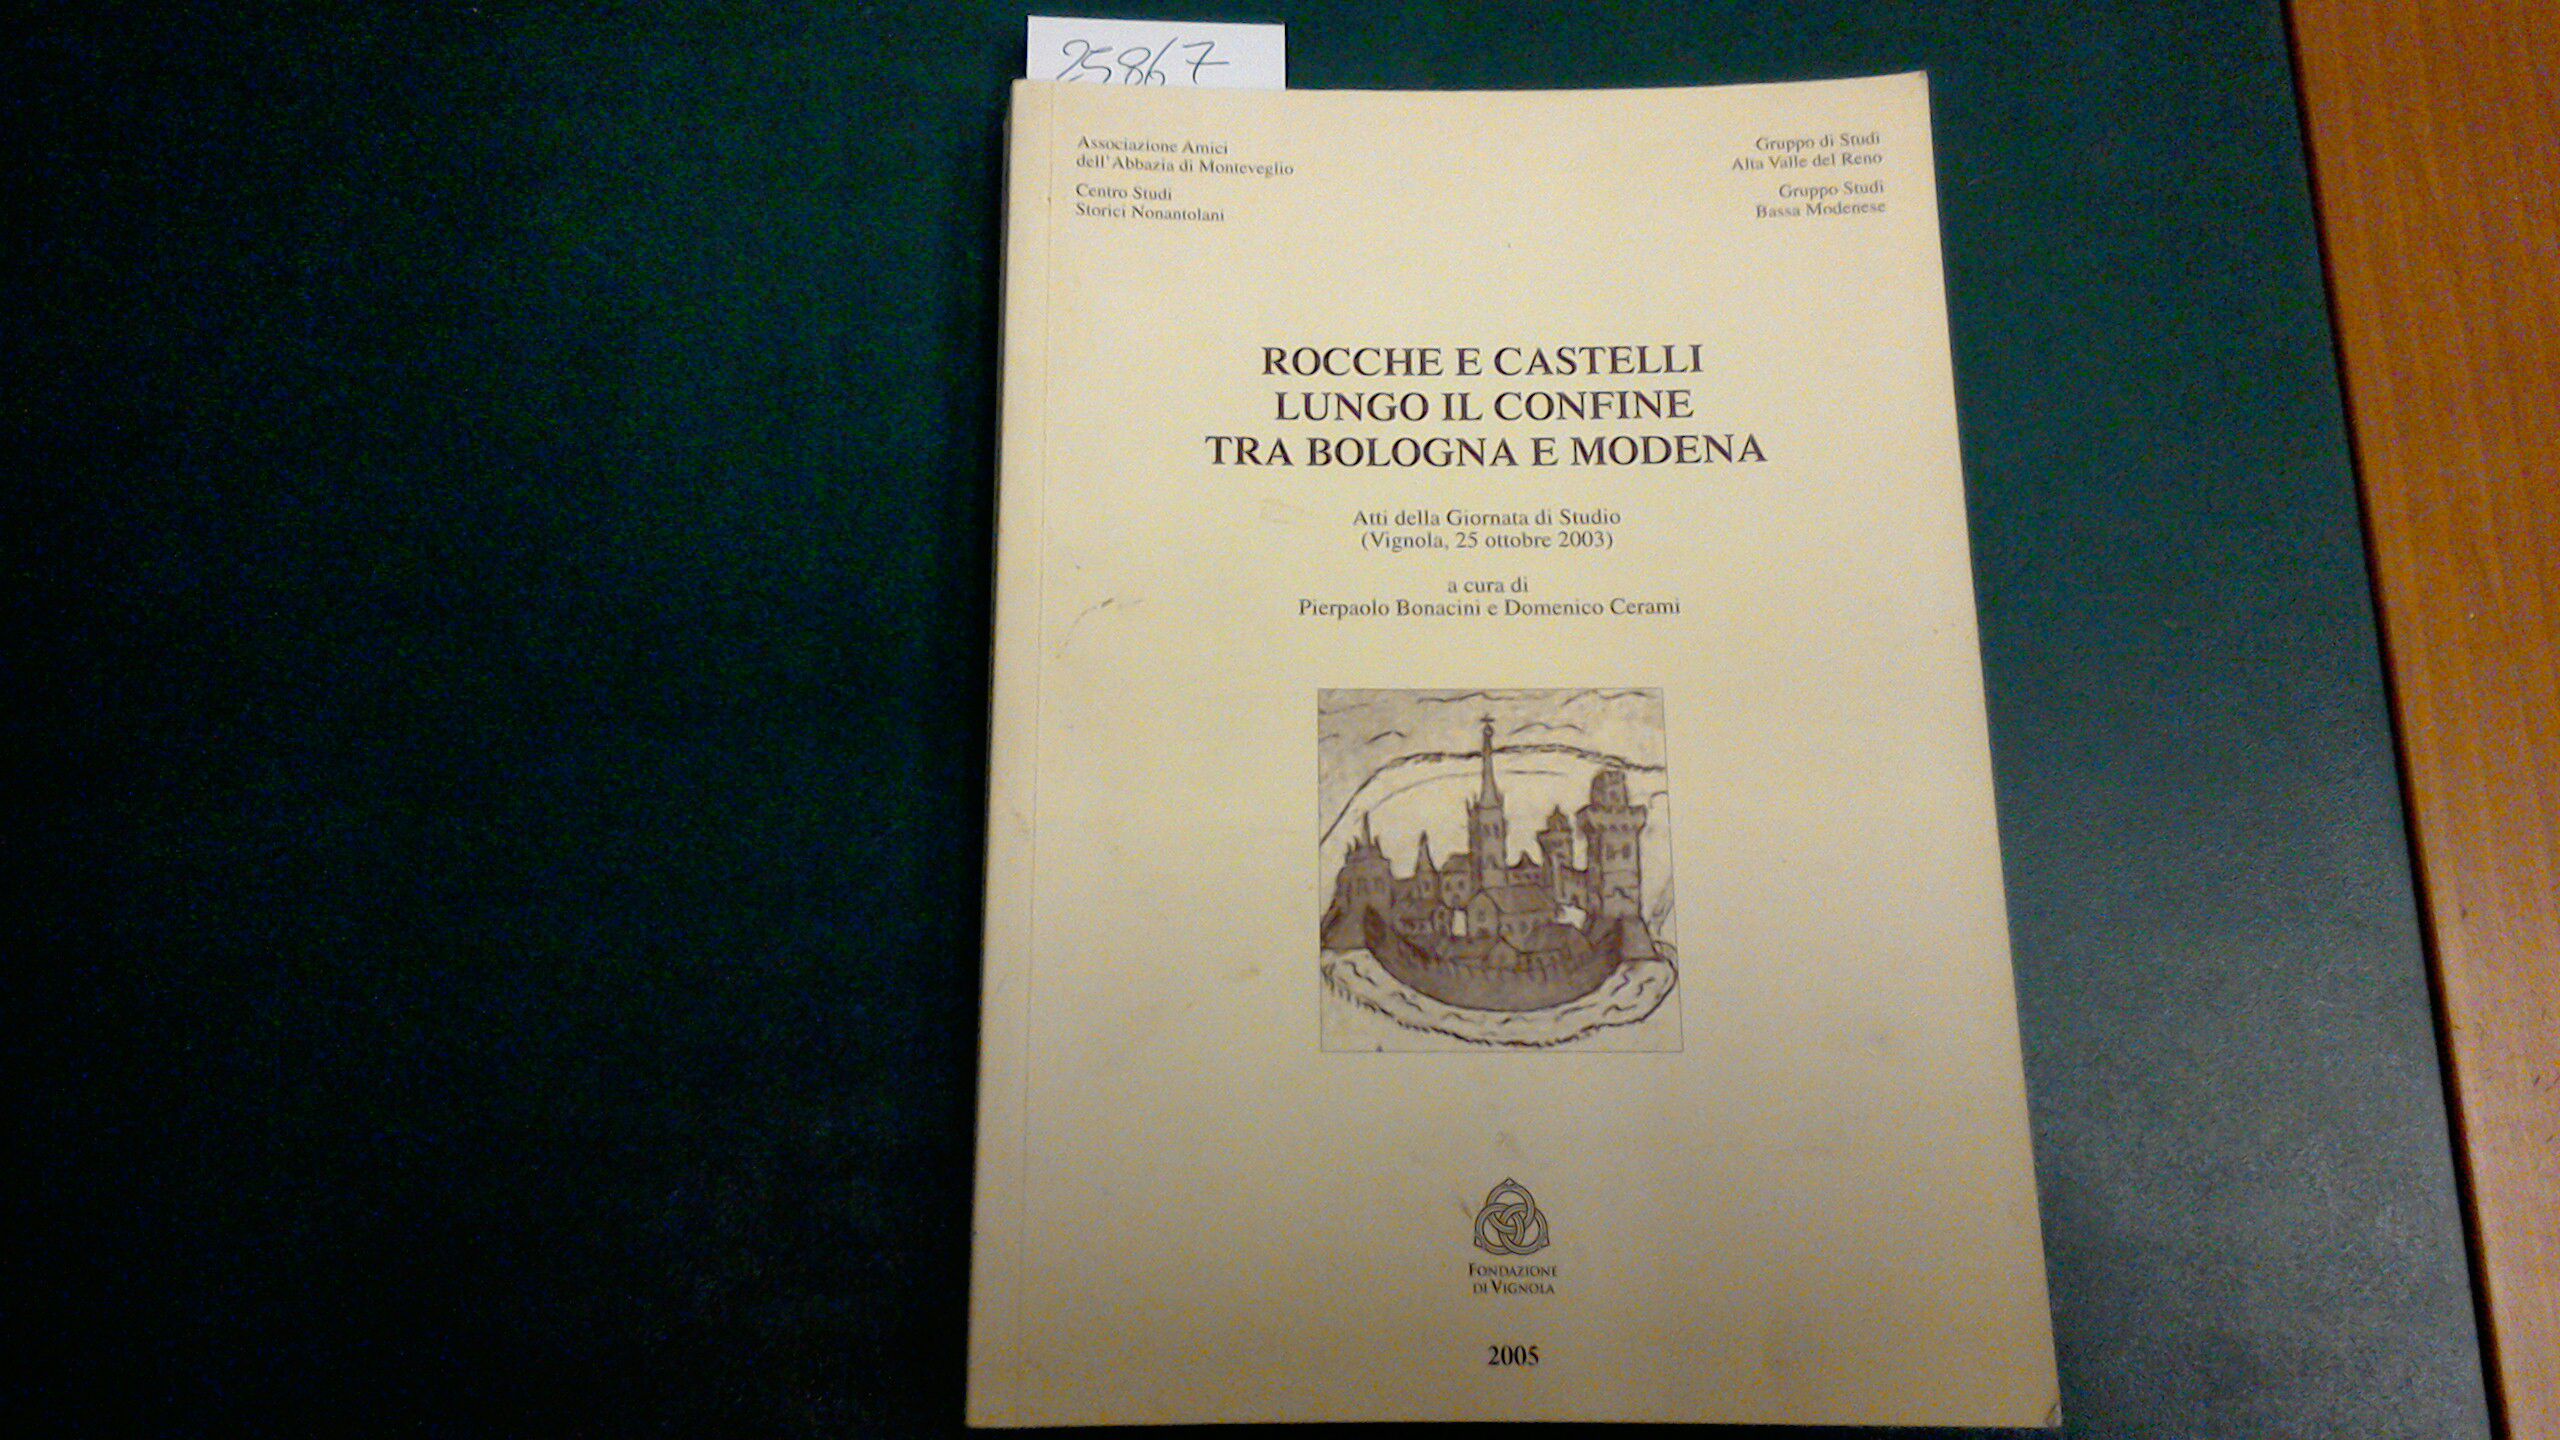 25867
Associazione Amici
dell'Abbazia di Monteveglio
Centro Studi
Storici Nonantolani
Gruppo di Studi
Alta Valle del Reno
Gruppo Studi
Bassa Modenese
ROCCHE E CASTELLI
LUNGO IL CONFINE
TRA BOLOGNA E MODENA
Atti della Giornata di Studio
(Vignola, 25 ottobre 2003)
a cura di
Pierpaolo Bonacini e Domenico Cerami
FONDAZIONE
DI VIGNOLA
2005